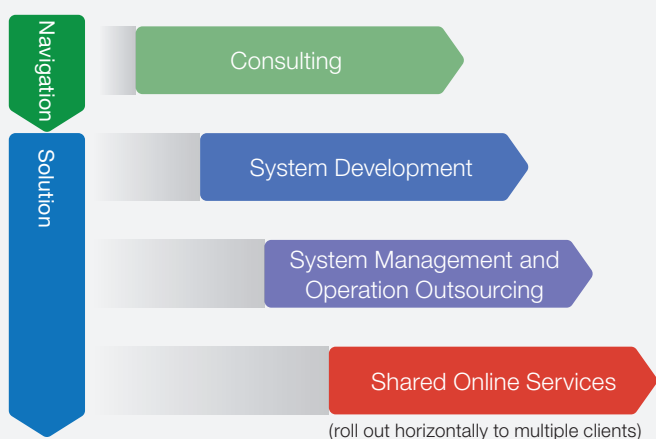 Navigation
Consulting
Solution
System Development
System Management and
Operation Outsourcing
Shared Online Services
(roll out horizontally to multiple clients)